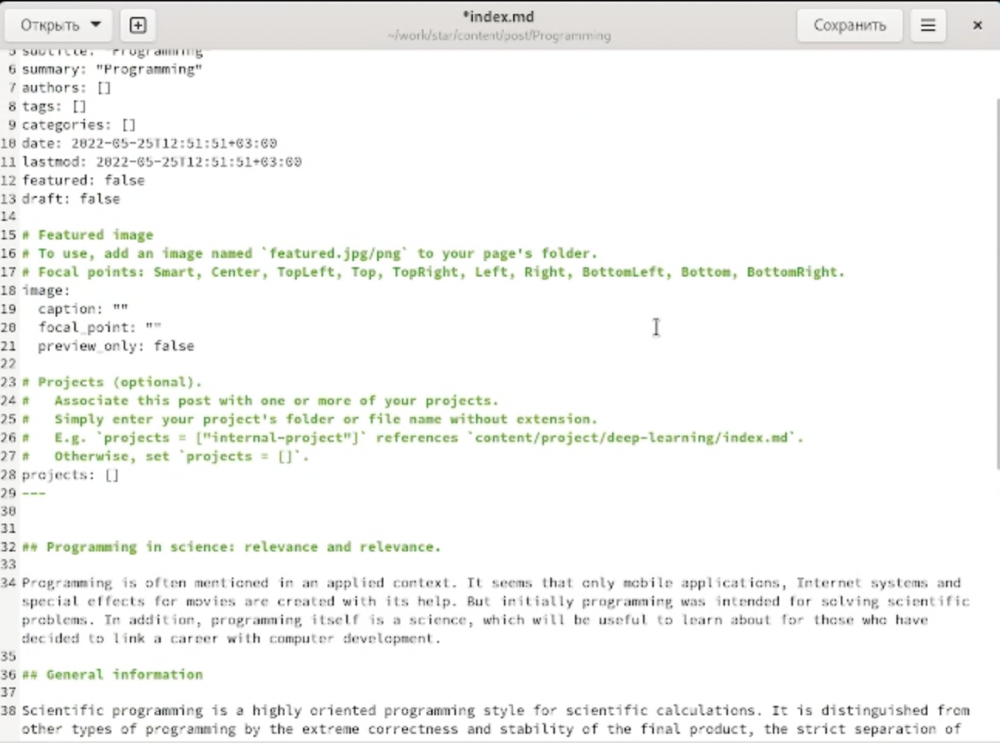 Открыть
*index.md
~/work/star/content/post/Programming
Сохранить
5 subtitle: "Programming"
6 summary: "Programming"
7 authors: []
8 tags: []
9 categories: []
10 date: 2022-05-25T12:51:51+03:00
11 lastmod: 2022-05-25T12:51:51+03:00
12 featured: false
13 draft: false
14
15 # Featured image
16 # To use, add an image named `featured.jpg/png` to your page's folder.
17 # Focal points: Smart, Center, TopLeft, Top, TopRight, Left, Right, BottomLeft, Bottom, BottomRight.
18 image:
19   caption: ""
20   focal_point: ""
21   preview_only: false
22
23 # Projects (optional).
24 #   Associate this post with one or more of your projects.
25 #   Simply enter your project's folder or file name without extension.
26 #   E.g. `projects = ["internal-project"]` references `content/project/deep-learning/index.md`.
27 #   Otherwise, set `projects = []`.
28 projects: []
29 ---
30
31
32 ## Programming in science: relevance and relevance.
33
34 Programming is often mentioned in an applied context. It seems that only mobile applications, Internet systems and
special effects for movies are created with its help. But initially programming was intended for solving scientific
problems. In addition, programming itself is a science, which will be useful to learn about for those who have
decided to link a career with computer development.
35
36 ## General information
37
38 Scientific programming is a highly oriented programming style for scientific calculations. It is distinguished from
other types of programming by the extreme correctness and stability of the final product, the strict separation of